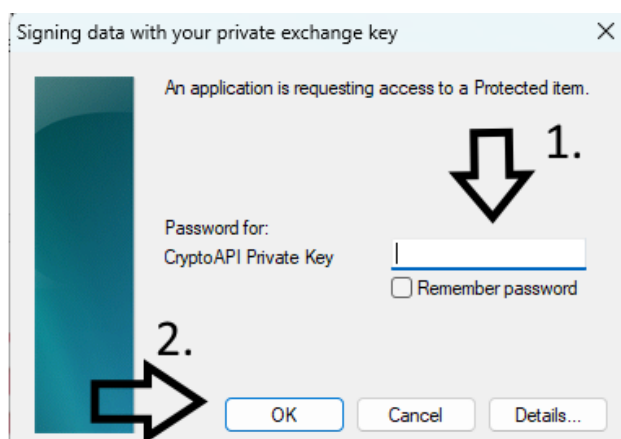 Signing data with your private exchange key
An application is requesting access to a Protected item.
1.
Password for:
CryptoAPI Private Key
Remember password
2.
OK Cancel Details...